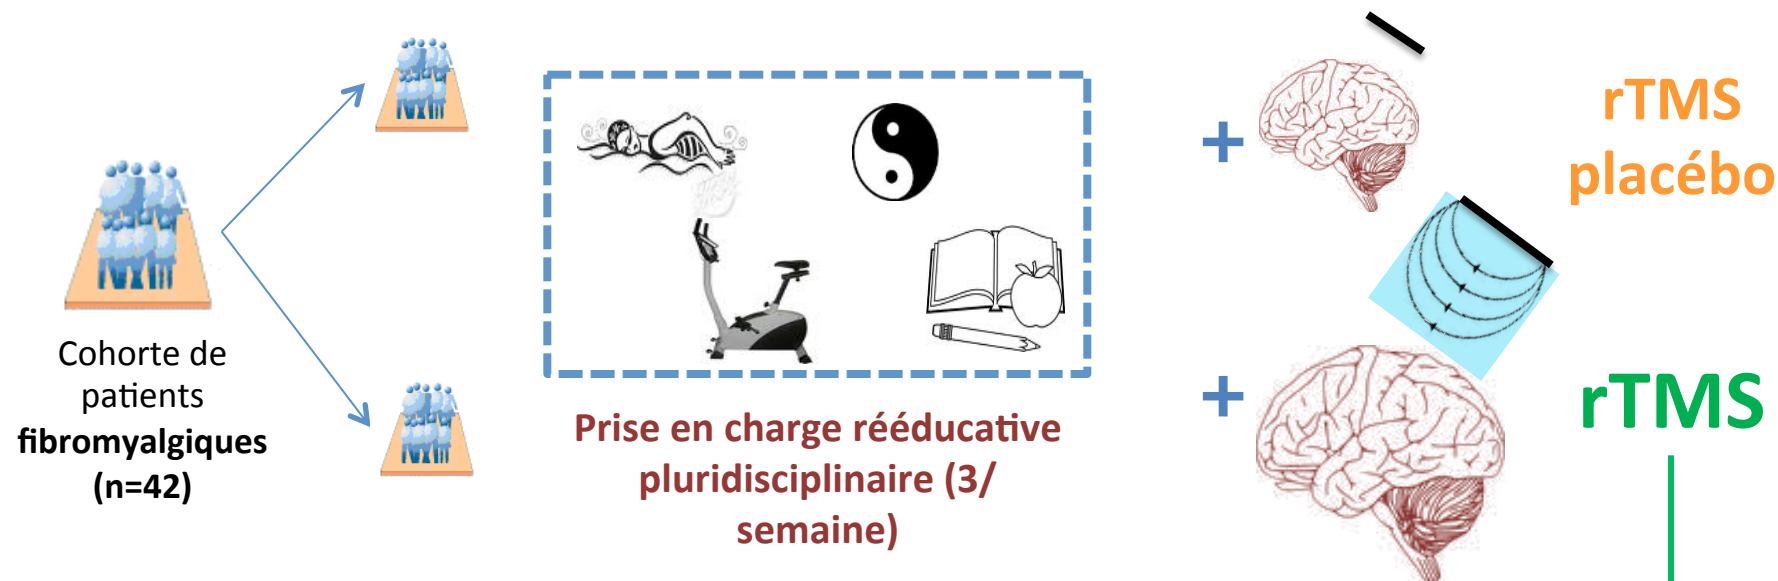 Cohorte de
patients
fibromyalgiques
(n=42)
Prise en charge rééducative
pluridisciplinaire (3/
semaine)
+
rTMS
placébo
+
rTMS